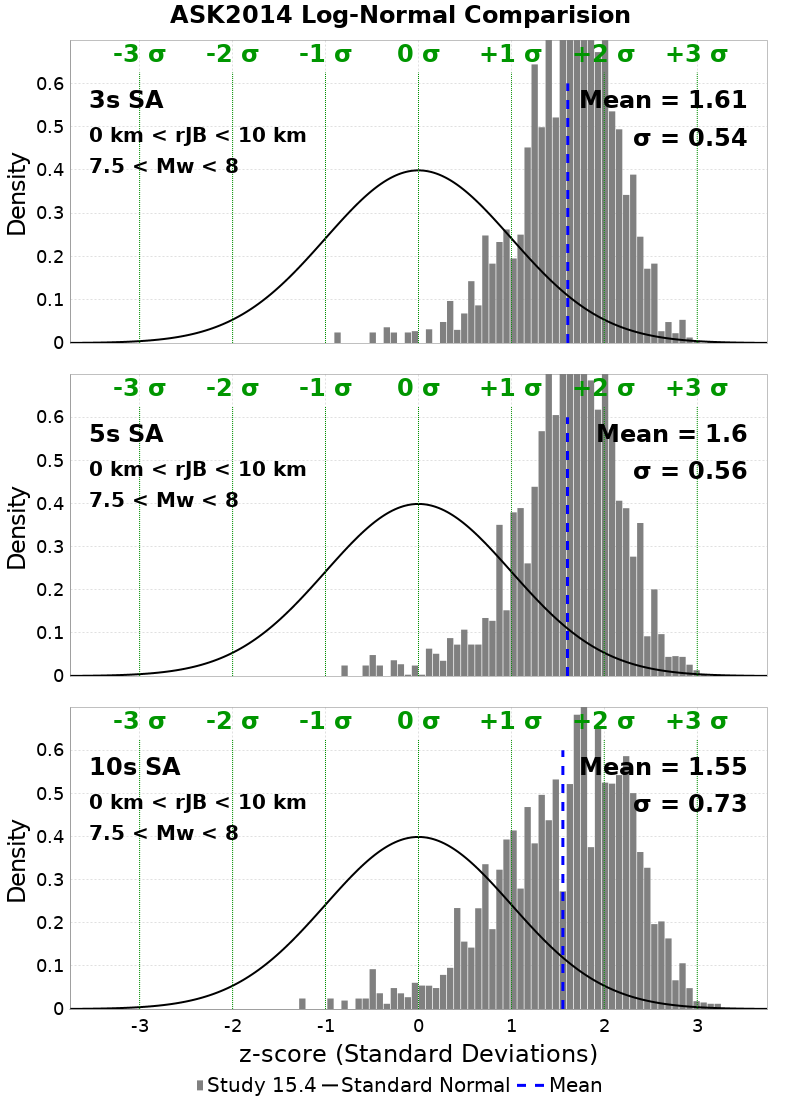 ASK2014 Log-Normal Comparision
-3 σ -2 σ -1 σ 0 σ +1 σ +2 σ +3 σ
3s SA
Mean = 1.61
0 km < rJB < 10 km
σ = 0.54
7.5 < Mw < 8
Density
0.6
0.5
0.4
0.3
0.2
0.1
0
-3 σ -2 σ -1 σ 0 σ +1 σ +2 σ +3 σ
5s SA
Mean = 1.6
0 km < rJB < 10 km
σ = 0.56
7.5 < Mw < 8
Density
0.6
0.5
0.4
0.3
0.2
0.1
0
-3 σ -2 σ -1 σ 0 σ +1 σ +2 σ +3 σ
10s SA
Mean = 1.55
0 km < rJB < 10 km
σ = 0.73
7.5 < Mw < 8
Density
0.6
0.5
0.4
0.3
0.2
0.1
0
-3 -2 -1 0 1 2 3
z-score (Standard Deviations)
Study 15.4 Standard Normal Mean